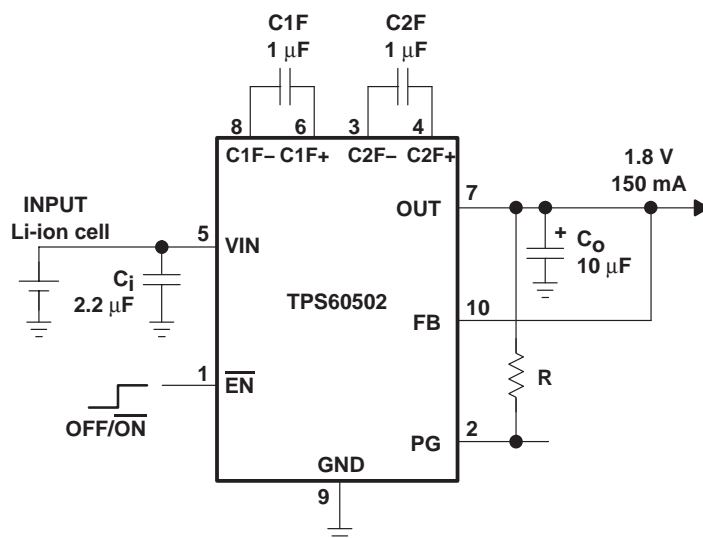 C1F
1 μF
C2F
1 μF
8 6 3 4
C1F− C1F+ C2F− C2F+
1.8 V
150 mA
7
OUT
INPUT
Li-ion cell
5
VIN
Ci
2.2 μF
+ Co
10 μF
TPS60502
10
FB
1
EN
OFF/ON
R
2
PG
GND
9